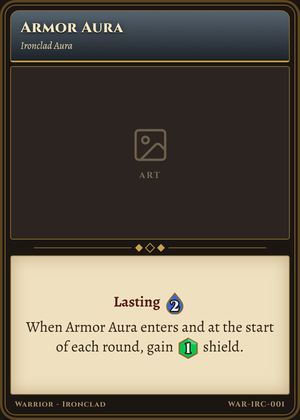 Armor Aura
Ironclad Aura
ART
Lasting 2
When Armor Aura enters and at the start
of each round, gain 1 shield.
Warrior - Ironclad WAR-IRC-001